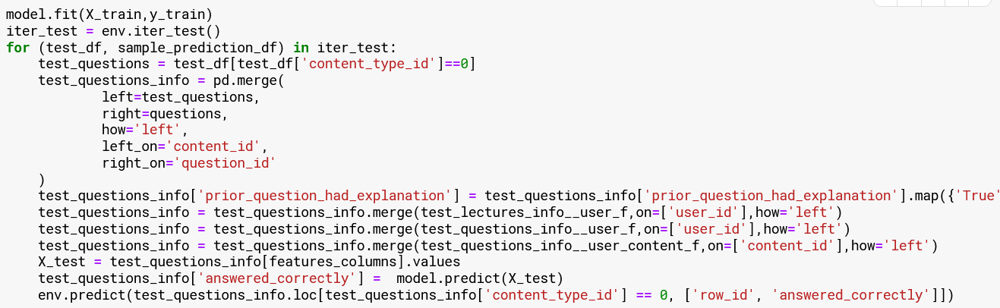 model.fit(X_train,y_train)
iter_test = env.iter_test()
for (test_df, sample_prediction_df) in iter_test:
    test_questions = test_df[test_df['content_type_id']==0]
    test_questions_info = pd.merge(
            left=test_questions,
            right=questions,
            how='left',
            left_on='content_id',
            right_on='question_id'
    )
    test_questions_info['prior_question_had_explanation'] = test_questions_info['prior_question_had_explanation'].map({'True'
    test_questions_info = test_questions_info.merge(test_lectures_info__user_f,on=['user_id'],how='left')
    test_questions_info = test_questions_info.merge(test_questions_info__user_f,on=['user_id'],how='left')
    test_questions_info = test_questions_info.merge(test_questions_info__user_content_f,on=['content_id'],how='left')
    X_test = test_questions_info[features_columns].values
    test_questions_info['answered_correctly'] =  model.predict(X_test)
    env.predict(test_questions_info.loc[test_questions_info['content_type_id'] == 0, ['row_id', 'answered_correctly']])